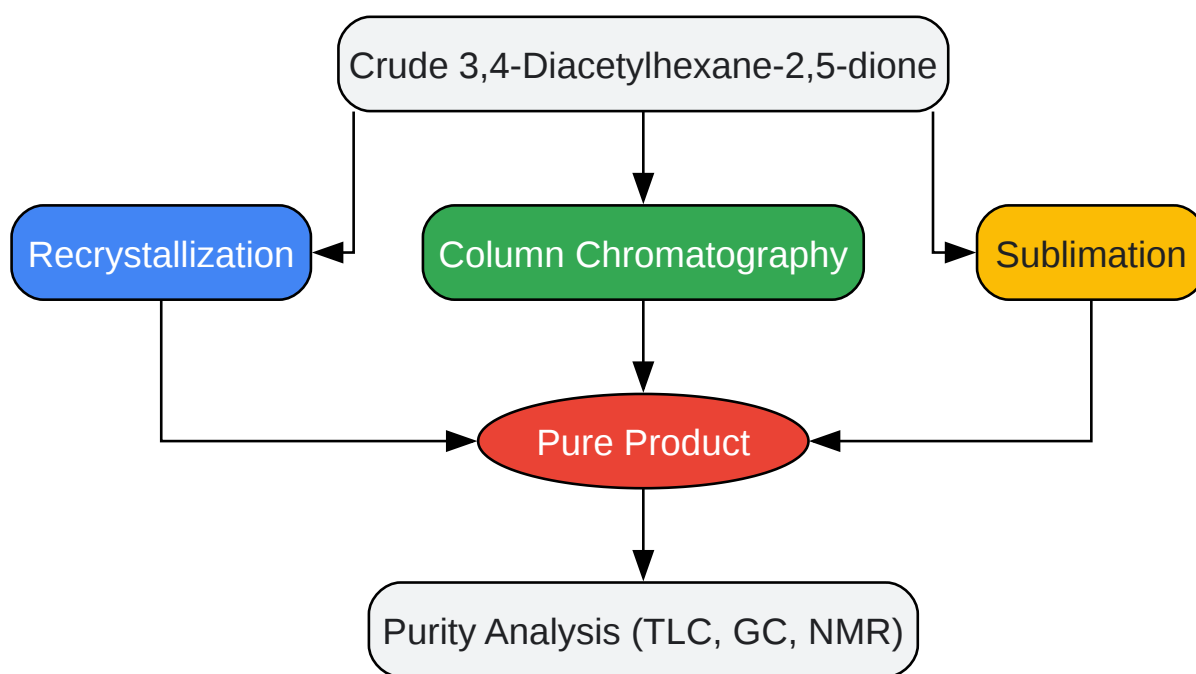 Crude 3,4-Diacetylhexane-2,5-dione
Recrystallization
Column Chromatography
Sublimation
Pure Product
Purity Analysis (TLC, GC, NMR)